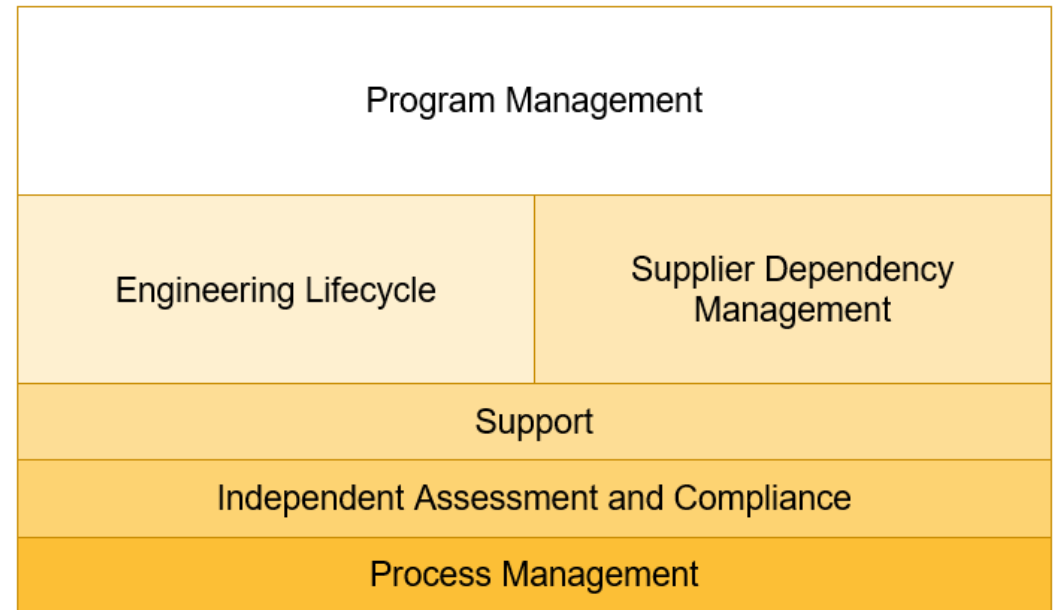 Program Management
Engineering Lifecycle
Supplier Dependency
Management
Support
Independent Assessment and Compliance
Process Management